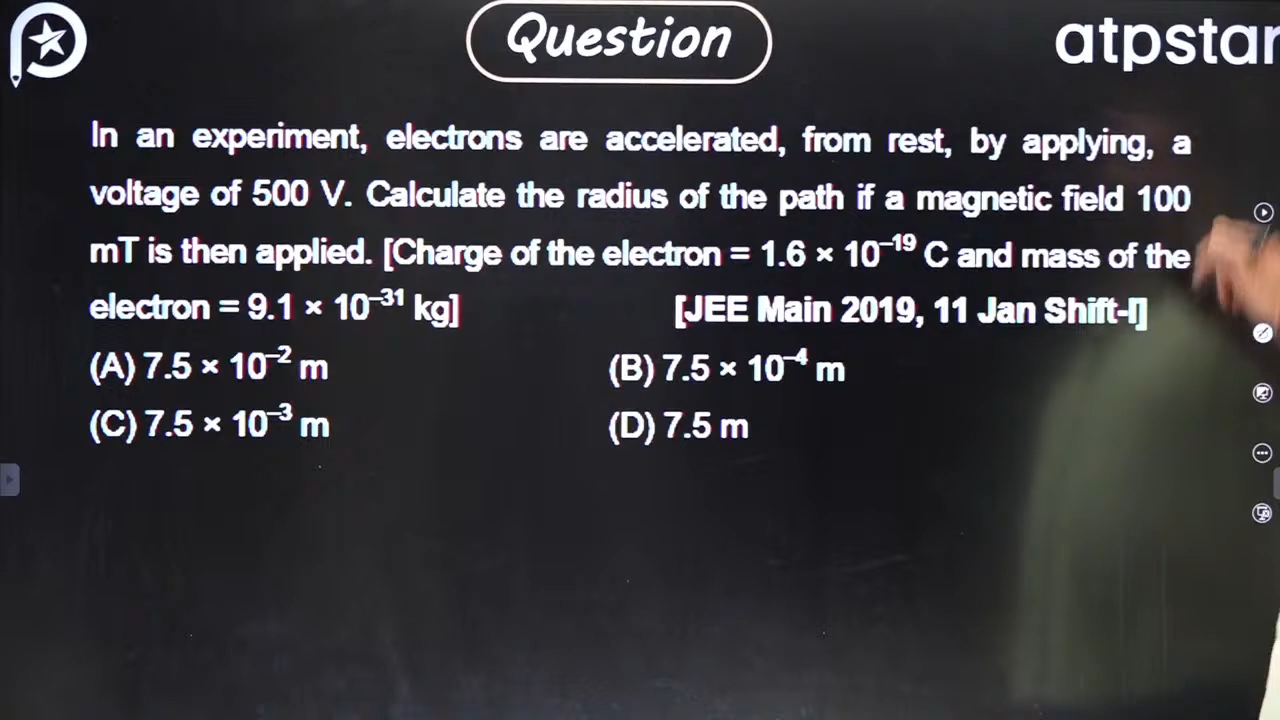 Question
atpstar
In an experiment, electrons are accelerated, from rest, by applying, a
voltage of 500 V. Calculate the radius of the path if a magnetic field 100
mT is then applied. [Charge of the electron = 1.6 × 10⁻¹⁹ C and mass of the
electron = 9.1 × 10⁻³¹ kg] [JEE Main 2019, 11 Jan Shift-I]
(A) 7.5 × 10⁻² m (B) 7.5 × 10⁻⁴ m
(C) 7.5 × 10⁻³ m (D) 7.5 m